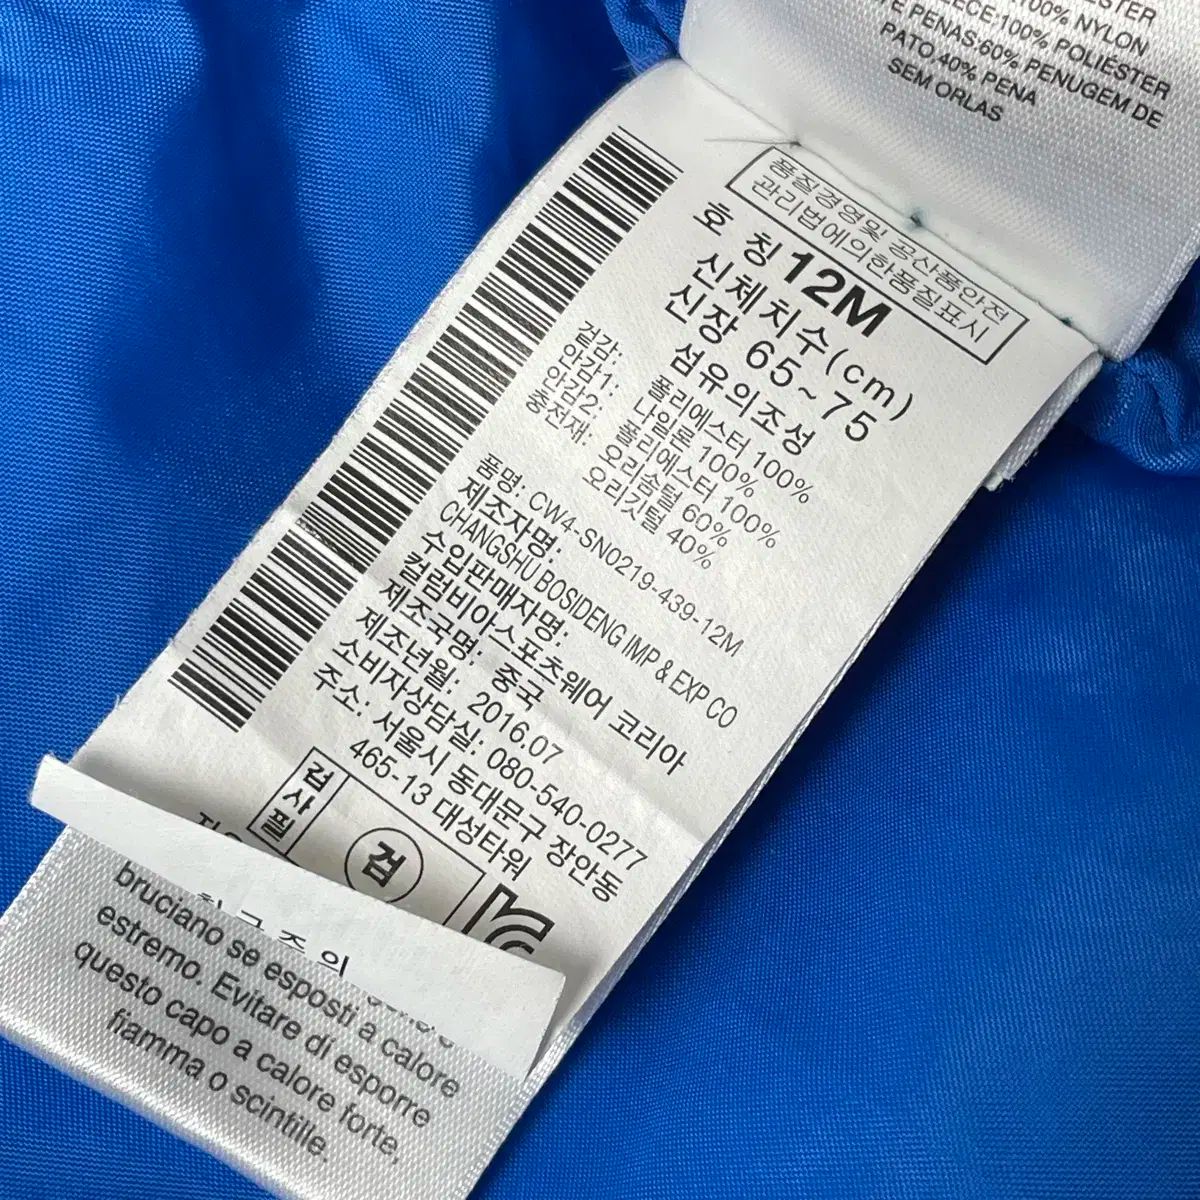 100% NYLON
FLEECE:100% POLIÉSTER
PENAS:60% PENUGEM DE
PATO 40% PENA
SEM ORLAS
품질경영및 공산품안전
관리법에의한품질표시
호 칭 12M
신체치수(cm)
신장 65~75
섬유의조성
겉감: 폴리에스터 100%
안감1: 나일론 100%
안감2: 폴리에스터 100%
충전재: 오리솜털 60%
오리깃털 40%
품명: CW4-SN0219-439-12M
제조자명:
CHANGSHU BOSIDENG IMP & EXP CO
수입판매자명:
컬럼비아스포츠웨어 코리아
제조국명: 중국
제조년월: 2016.07
소비자상담실: 080-540-0277
주소: 서울시 동대문구 장안동
465-13 대성타워
검사필
검
bruciano se esposti a calore
estremo. Evitare di esporre
questo capo a calore forte,
fiamma o scintille.